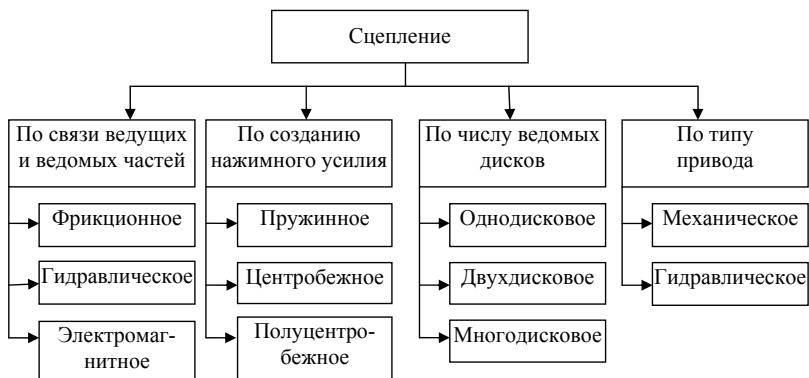 Сцепление
По связи ведущих
и ведомых частей
Фрикционное
Гидравлическое
Электромаг-
нитное
По созданию
нажимного усилия
Пружинное
Центробежное
Полуцентро-
бежное
По числу ведомых
дисков
Однодисковое
Двухдисковое
Многодисковое
По типу
привода
Механическое
Гидравлическое